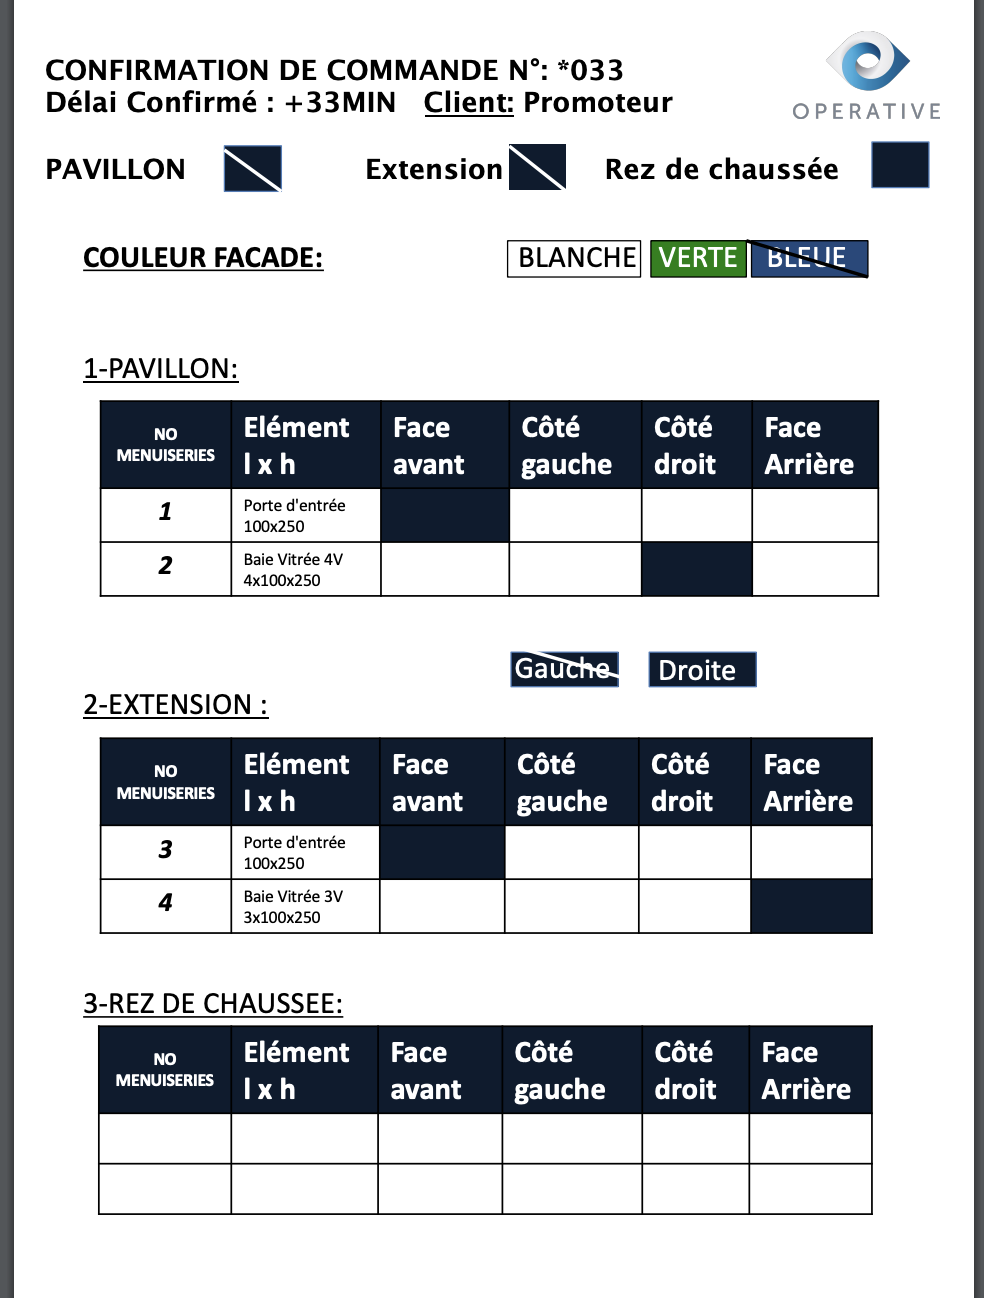 CONFIRMATION DE COMMANDE N°: *033
Délai Confirmé : +33MIN Client: Promoteur
OPERATIVE
PAVILLON Extension Rez de chaussée
COULEUR FACADE: BLANCHE VERTE BLEUE
1-PAVILLON:
NO MENUISERIES Elément l x h Face avant Côté gauche Côté droit Face Arrière
1 Porte d'entrée 100x250
2 Baie Vitrée 4V 4x100x250
Gauche Droite
2-EXTENSION :
NO MENUISERIES Elément l x h Face avant Côté gauche Côté droit Face Arrière
3 Porte d'entrée 100x250
4 Baie Vitrée 3V 3x100x250
3-REZ DE CHAUSSEE:
NO MENUISERIES Elément l x h Face avant Côté gauche Côté droit Face Arrière